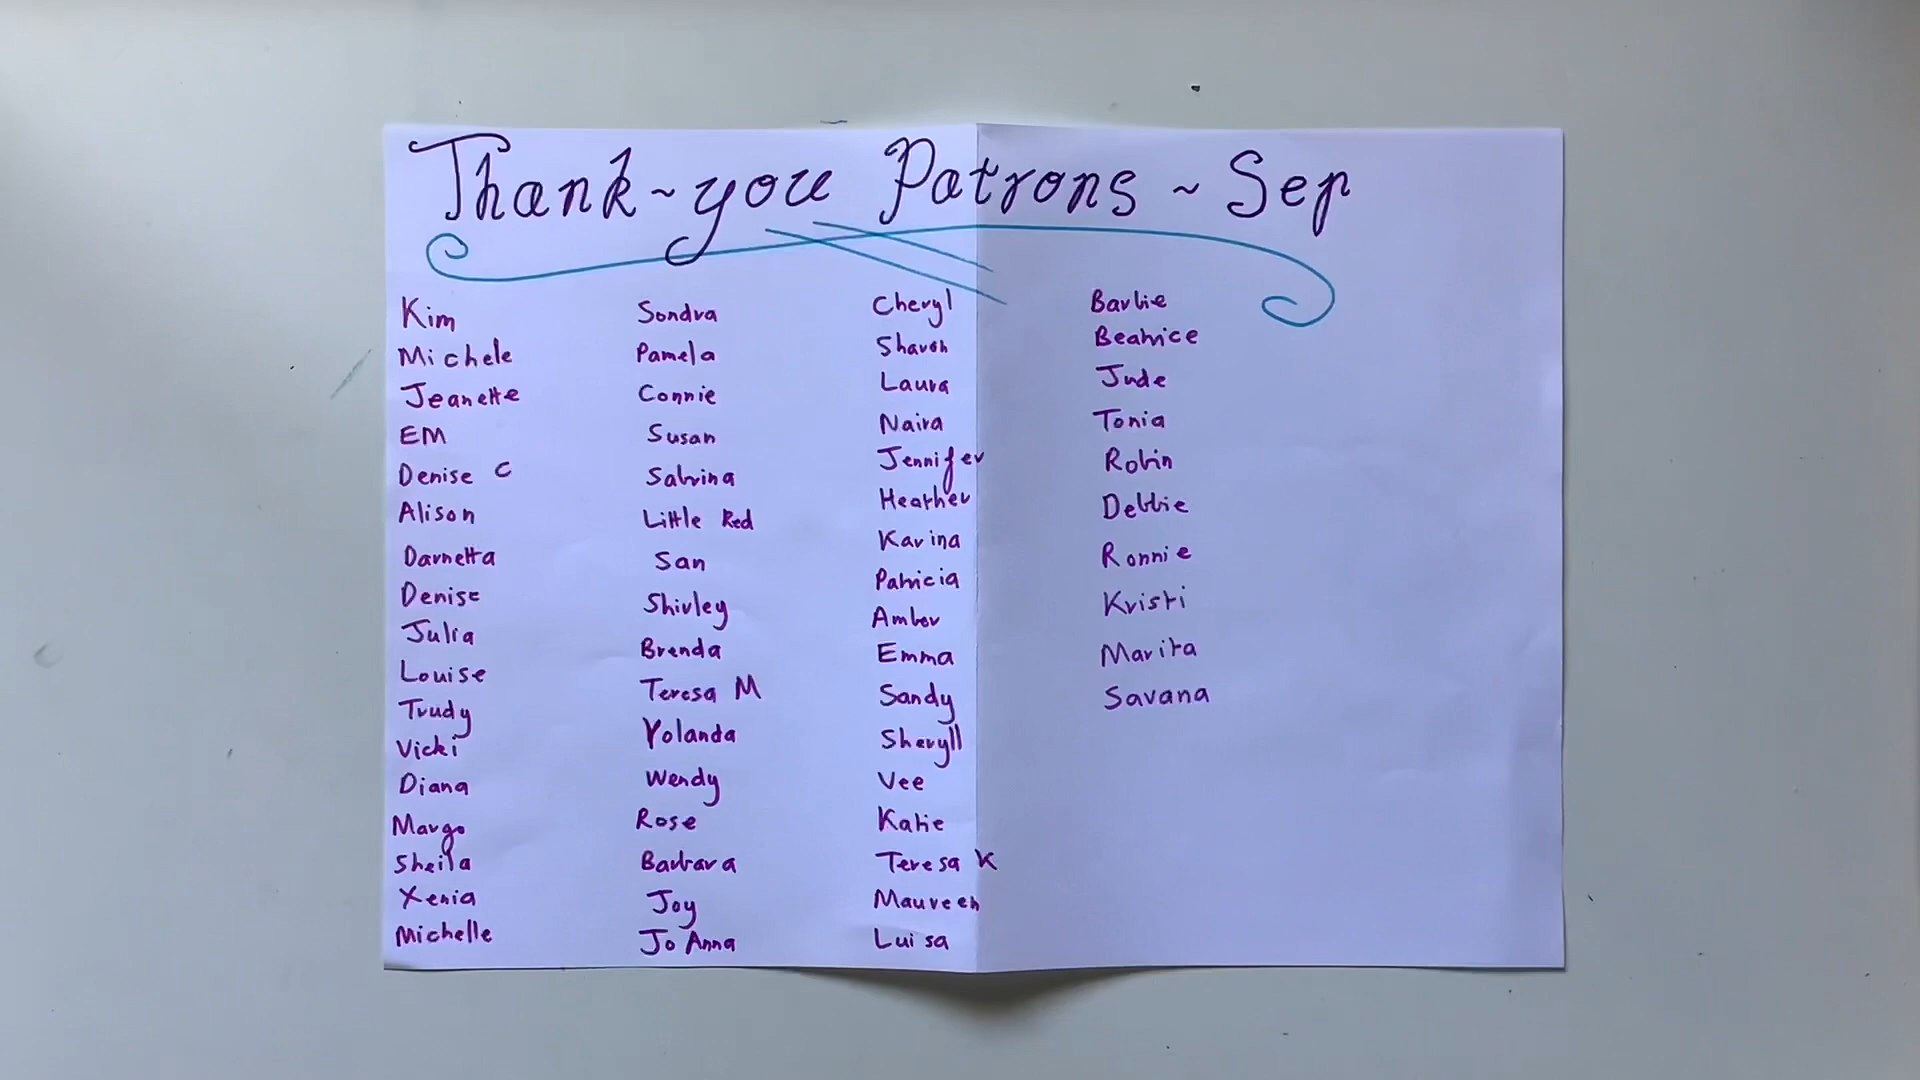 Thank-you Patrons ~ Sep
Kim
Michele
Jeanette
EM
Denise C
Alison
Darnetta
Denise
Julia
Louise
Trudy
Vicki
Diana
Margo
Sheila
Xenia
Michelle
Sondra
Pamela
Connie
Susan
Sabrina
Little Red
San
Shirley
Brenda
Teresa M
Yolanda
Wendy
Rose
Barbara
Joy
Jo Anna
Cheryl
Sharon
Laura
Naira
Jennifer
Heather
Karina
Patricia
Amber
Emma
Sandy
Sheryll
Vee
Katie
Teresa K
Maureen
Luisa
Barbie
Beatrice
Jude
Tonia
Robin
Debbie
Ronnie
Kristi
Marita
Savana